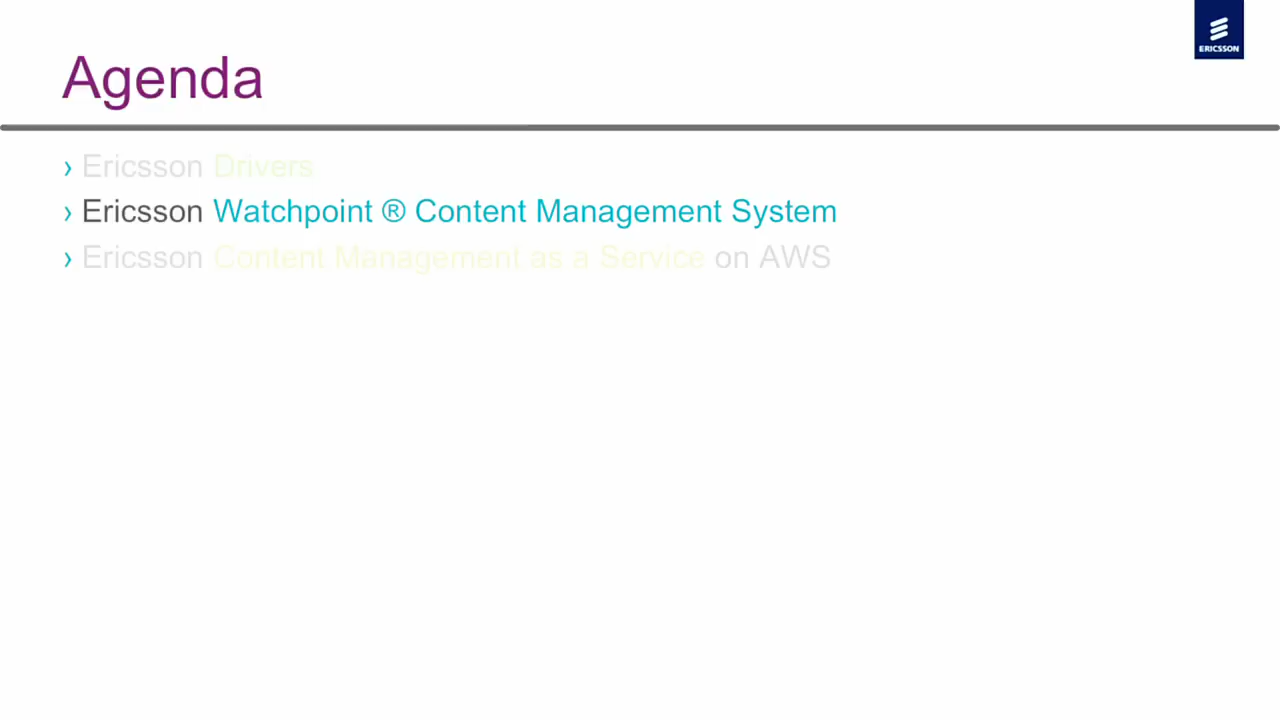 ERICSSON
Agenda
› Ericsson Drivers
› Ericsson Watchpoint ® Content Management System
› Ericsson Content Management as a Service on AWS